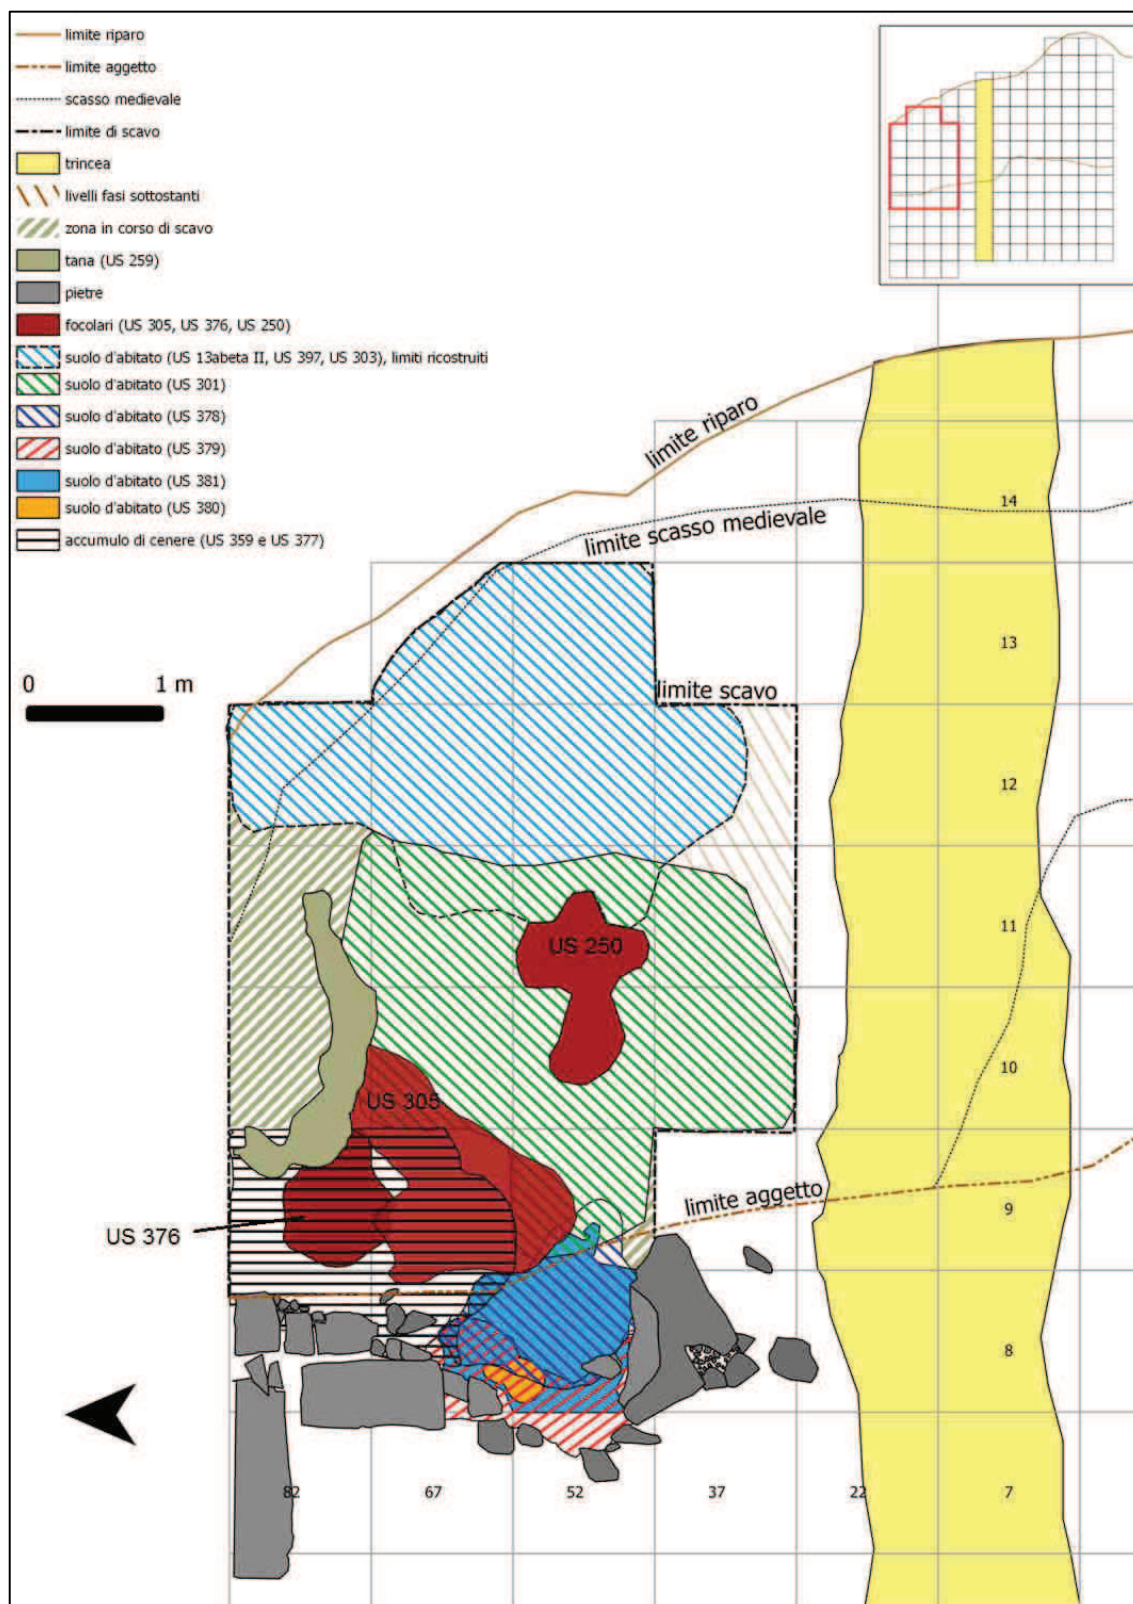 limite riparo
limite aggetto
scasso medievale
limite di scavo
trincea
livelli fasi sottostanti
zona in corso di scavo
tana (US 259)
pietre
focolari (US 305, US 376, US 250)
suolo d'abitato (US 13abeta II, US 397, US 303), limiti ricostruiti
suolo d'abitato (US 301)
suolo d'abitato (US 378)
suolo d'abitato (US 379)
suolo d'abitato (US 381)
suolo d'abitato (US 380)
accumulo di cenere (US 359 e US 377)
limite riparo
14
limite scasso medievale
13
0 1 m
limite scavo
12
11
US 250
10
US 305
limite aggetto
9
US 376
8
82 67 52 37 22 7